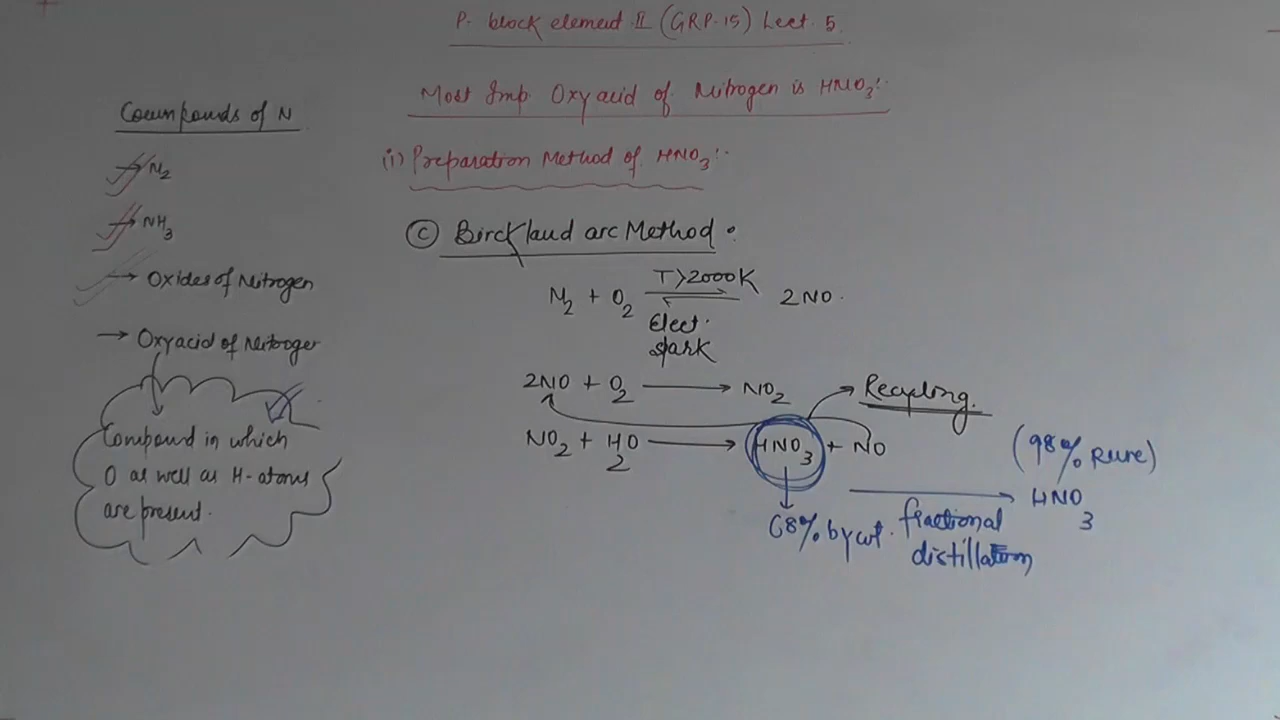 P- block element II (GRP-15) Lect. 5.
Most Imp Oxyacid of Nitrogen is HNO3:-
Compounds of N
(i) Preparation Method of HNO3:-
→ N2
→ NH3
→ Oxides of Nitrogen
→ Oxyacid of Nitrogen
Compound in which
O as well as H-atoms
are present.
(C) Birckland arc Method.
N2 + O2 ⇌ 2NO.
T>2000K
Elect.
spark
2NO + O2 → NO2
Recycling.
NO2 + H2O → HNO3 + NO
68% by wt.
fractional
distillation
(98% Pure)
HNO3